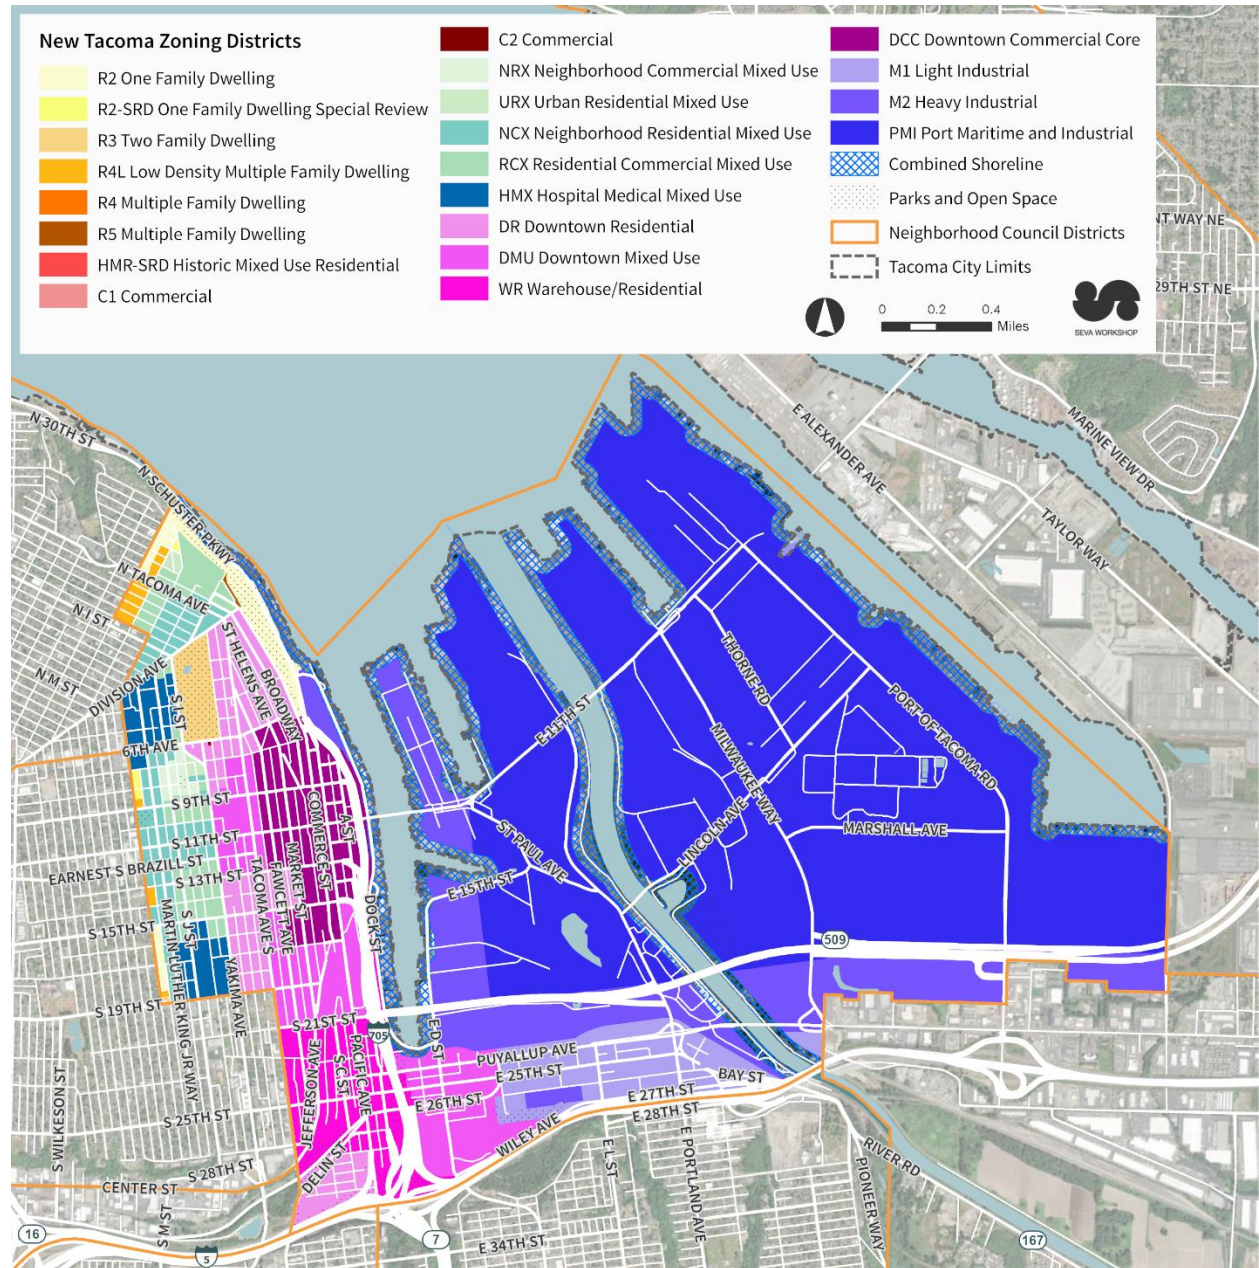 New Tacoma Zoning Districts
R2 One Family Dwelling
R2-SRD One Family Dwelling Special Review
R3 Two Family Dwelling
R4L Low Density Multiple Family Dwelling
R4 Multiple Family Dwelling
R5 Multiple Family Dwelling
HMR-SRD Historic Mixed Use Residential
C1 Commercial
C2 Commercial
NRX Neighborhood Commercial Mixed Use
URX Urban Residential Mixed Use
NCX Neighborhood Residential Mixed Use
RCX Residential Commercial Mixed Use
HMX Hospital Medical Mixed Use
DR Downtown Residential
DMU Downtown Mixed Use
WR Warehouse/Residential
DCC Downtown Commercial Core
M1 Light Industrial
M2 Heavy Industrial
PMI Port Maritime and Industrial
Combined Shoreline
Parks and Open Space
Neighborhood Council Districts
Tacoma City Limits
0 0.2 0.4
Miles
SEVA WORKSHOP
NT WAY NE
29TH ST NE
MARINE VIEW DR
E ALEXANDER AVE
TAYLOR WAY
N 30TH ST
N SCHUSTER PKWY
N TACOMA AVE
N I ST
ST HELENS AVE
BROADWAY
DIVISION AVE
N M ST
S I ST
6TH AVE
S 9TH ST
S 11TH ST
EARNEST S BRAZILL ST
S 13TH ST
S 15TH ST
S J ST
MARTIN LUTHER KING JR WAY
YAKIMA AVE
TACOMA AVE S
FAWCETT AVE
MARKET ST
COMMERCE ST
A ST
DOCK ST
E 11TH ST
THORNE RD
PORT OF TACOMA RD
MILWAUKEE WAY
LINCOLN AVE
MARSHALL AVE
ST PAUL AVE
E 15TH ST
509
S 19TH ST
S 21ST ST
705
E D ST
PUYALLUP AVE
E 25TH ST
E 26TH ST
BAY ST
E 27TH ST
E 28TH ST
WILEY AVE
JEFFERSON AVE
S C ST
PACIFIC AVE
S 25TH ST
S WILKESON ST
S 28TH ST
DELIN ST
CENTER ST
S M ST
E L ST
E PORTLAND AVE
RIVER RD
PIONEER WAY
16
5
7
E 34TH ST
167